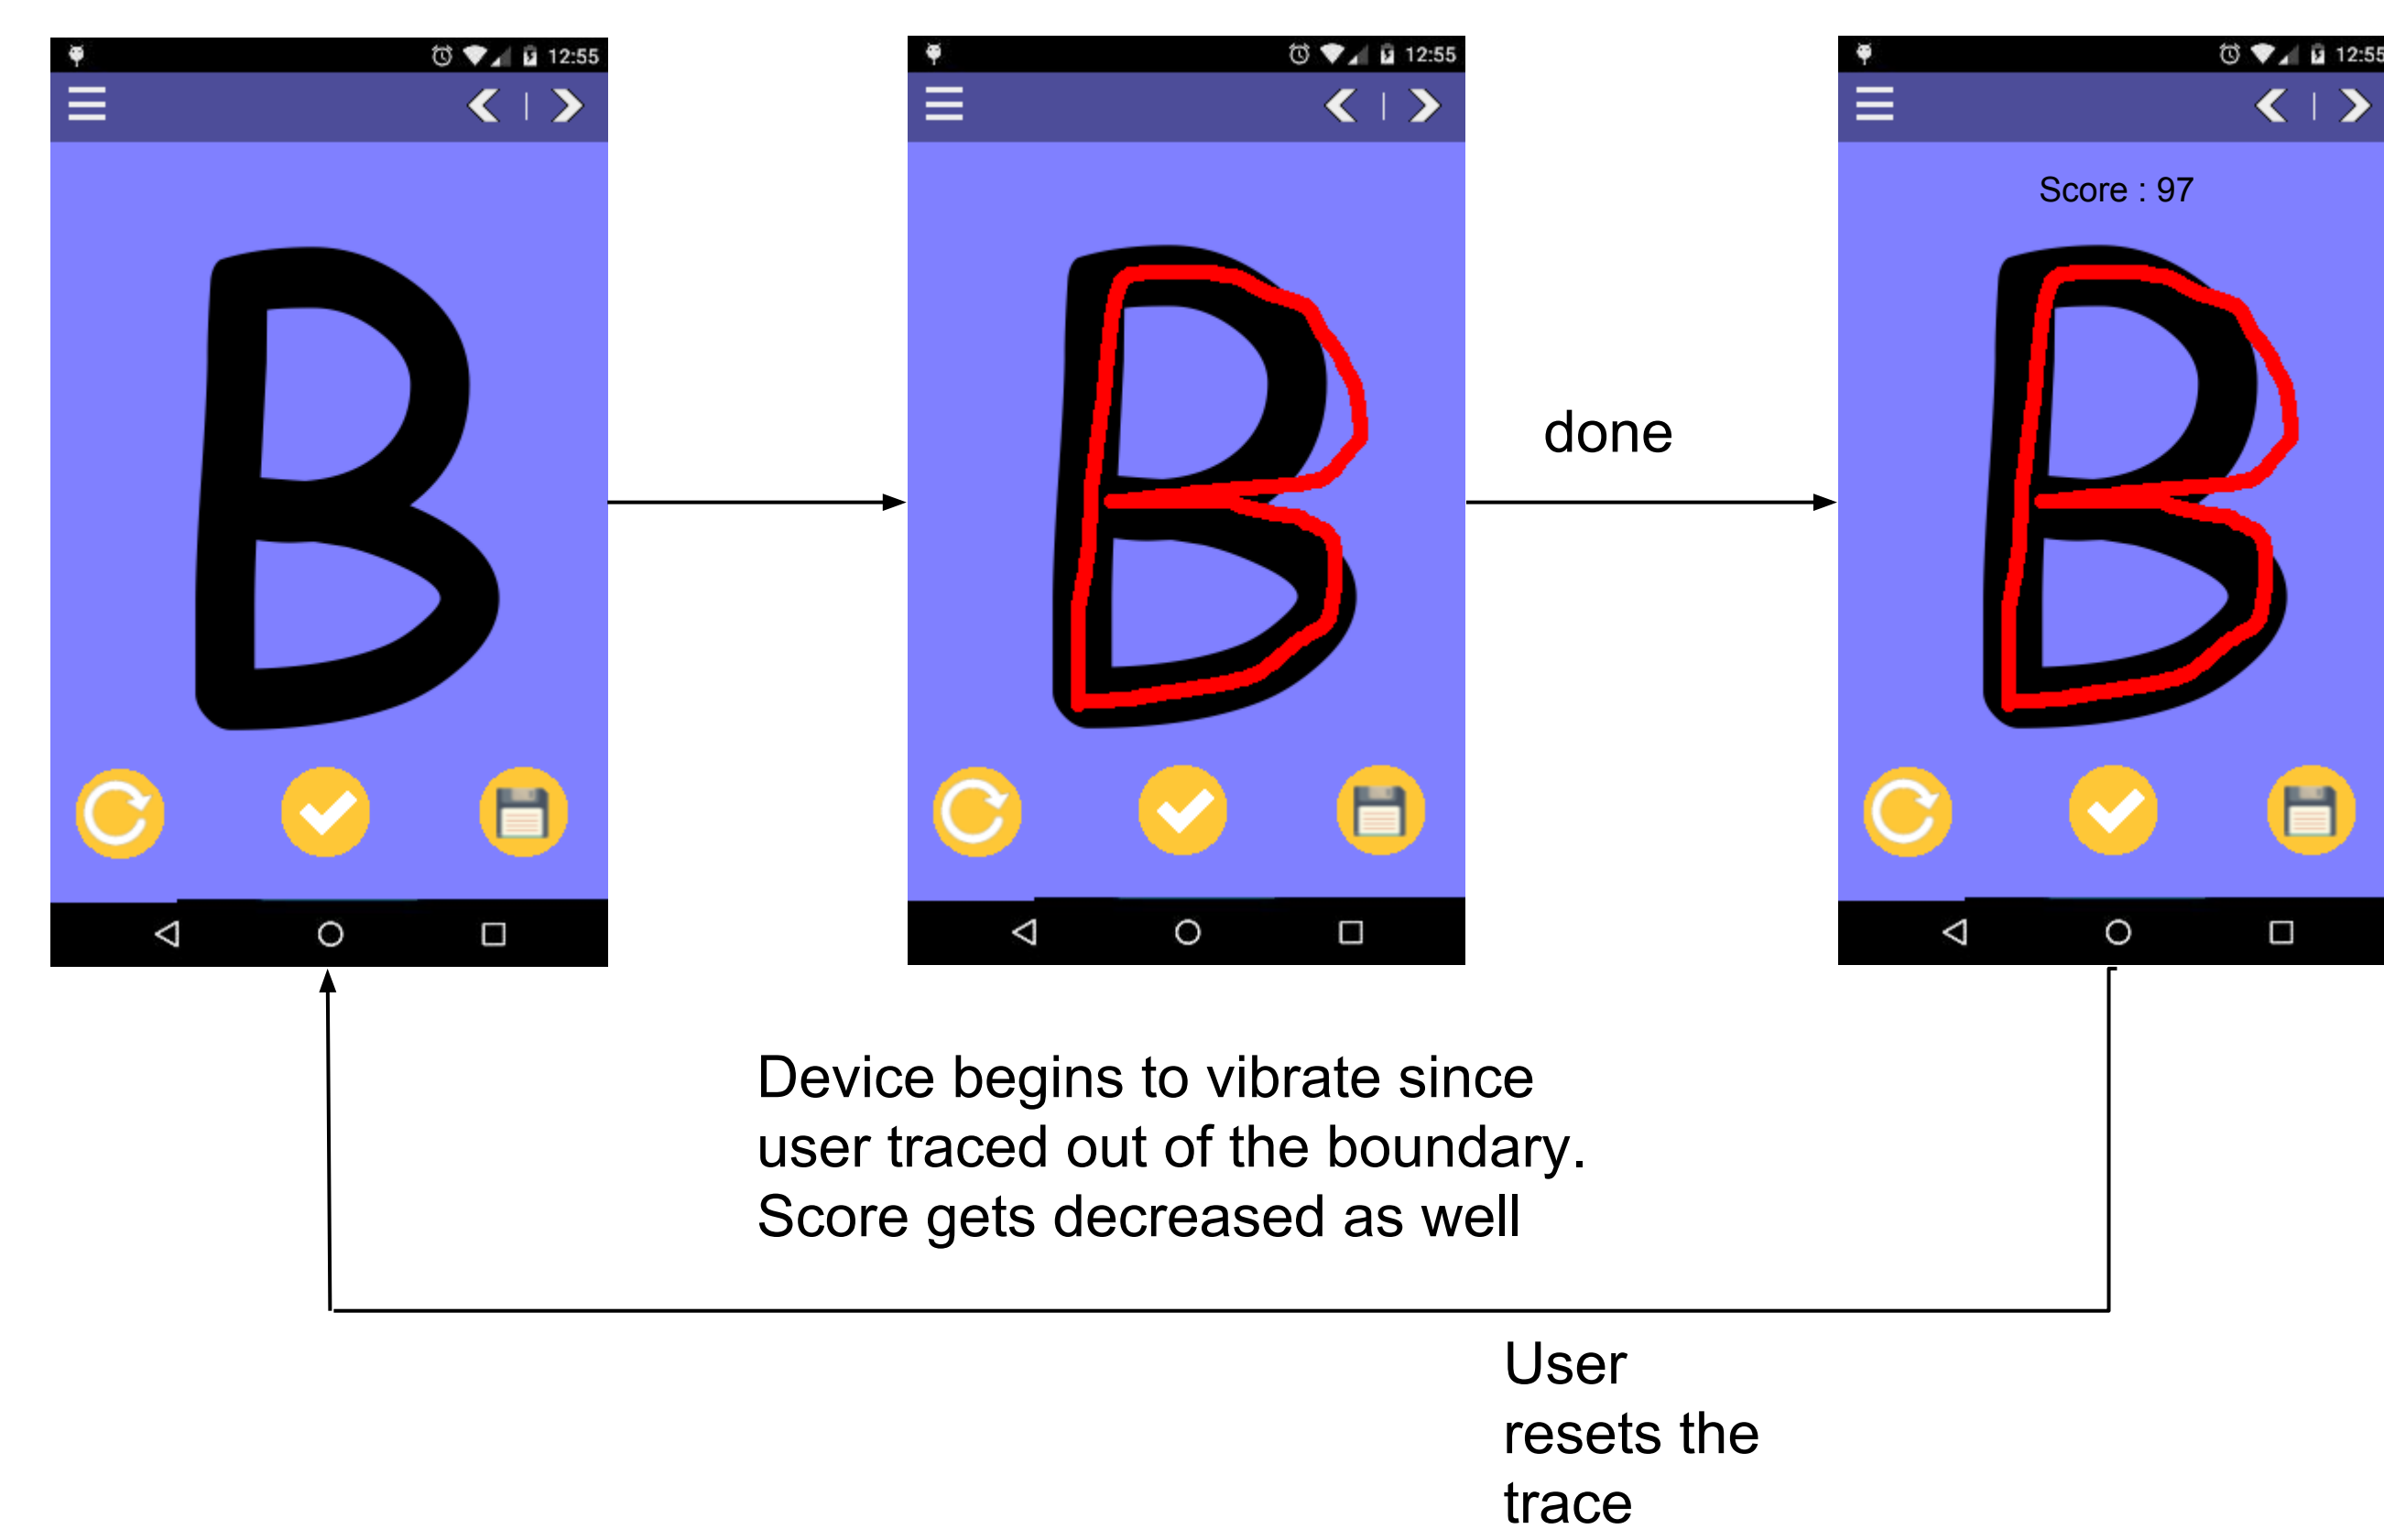 12:55
12:55
12:55
Score : 97
B
B
B
done
Device begins to vibrate since
user traced out of the boundary.
Score gets decreased as well
User
resets the
trace